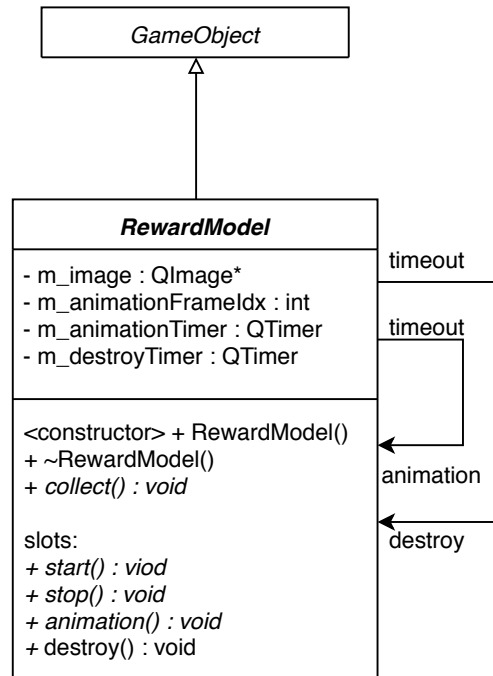 GameObject
RewardModel
- m_image : QImage*
- m_animationFrameIdx : int
- m_animationTimer : QTimer
- m_destroyTimer : QTimer
timeout
timeout
<constructor> + RewardModel()
+ ~RewardModel()
+ collect() : void
animation
slots:
+ start() : viod
+ stop() : void
+ animation() : void
+ destroy() : void
destroy